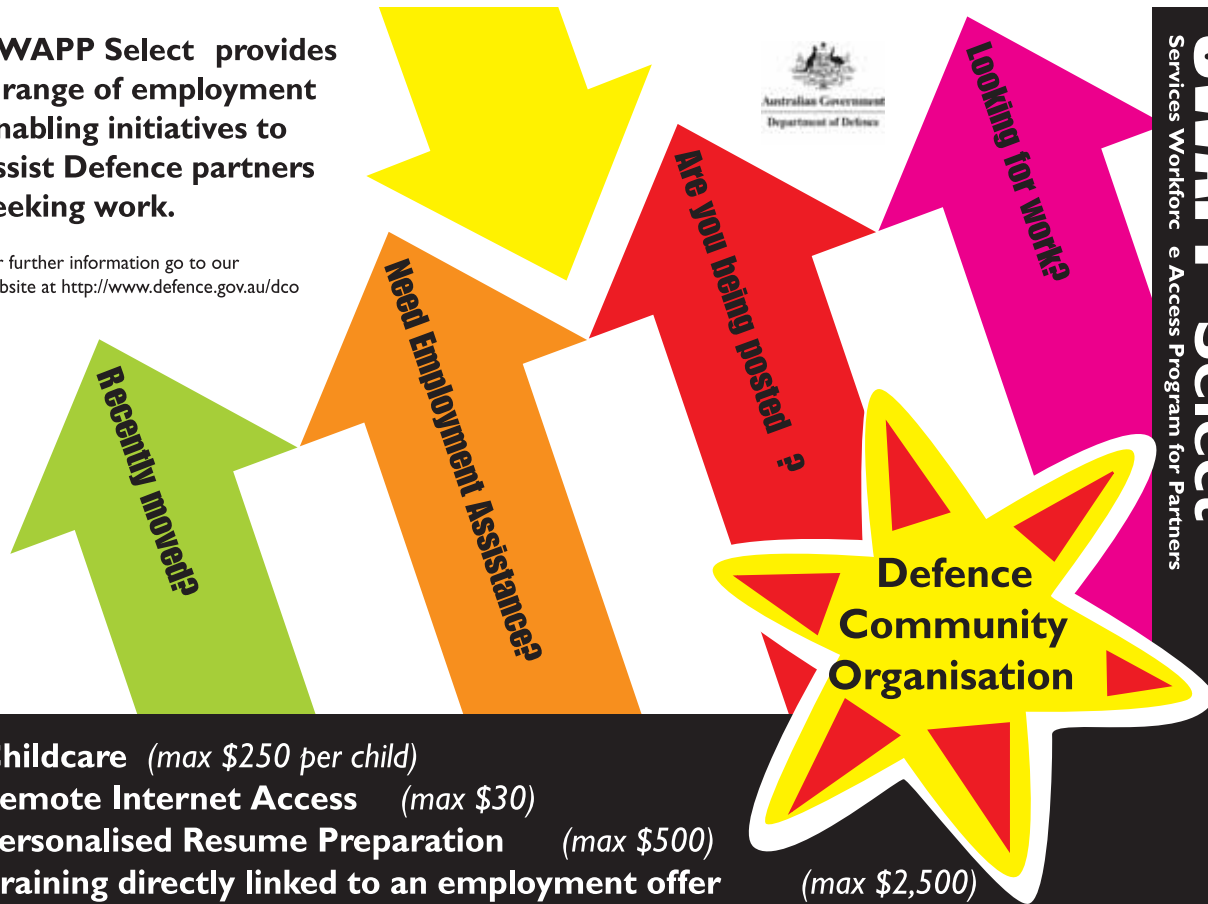 WAPP Select provides
range of employment
nabling initiatives to
ssist Defence partners
eeking work.
r further information go to our
bsite at http://www.defence.gov.au/dco
Australian Government
Department of Defence
Recently moved?
Need Employment Assistance?
Are you being posted ?
Looking for work?
Services Workforc e Access Program for Partners
Select
Defence
Community
Organisation
hildcare (max $250 per child)
emote Internet Access (max $30)
ersonalised Resume Preparation (max $500)
raining directly linked to an employment offer (max $2,500)